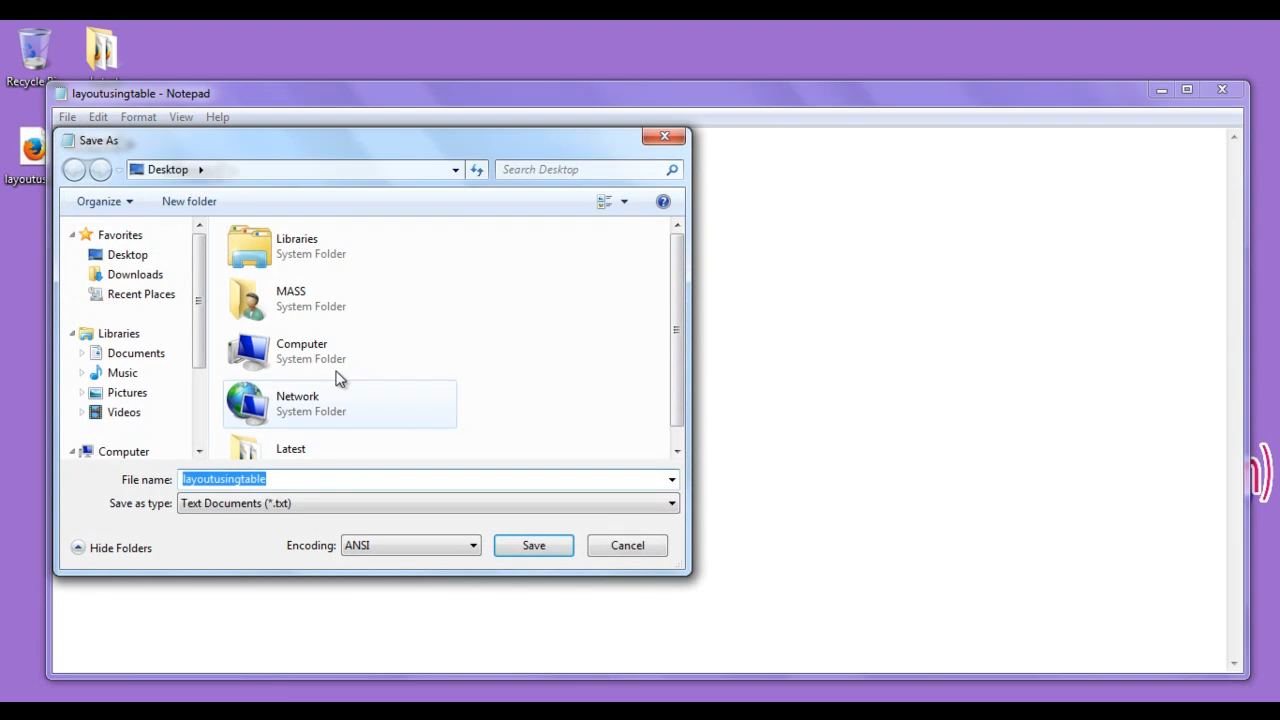 Recycle
layoutusingtable - Notepad
File Edit Format View Help
Save As
layoutus
Desktop
Search Desktop
Organize
New folder
Favorites
Desktop
Downloads
Recent Places
Libraries
Documents
Music
Pictures
Videos
Computer
Libraries
System Folder
MASS
System Folder
Computer
System Folder
Network
System Folder
Latest
File name: layoutusingtable
Save as type: Text Documents (*.txt)
Hide Folders
Encoding: ANSI
Save
Cancel
n)